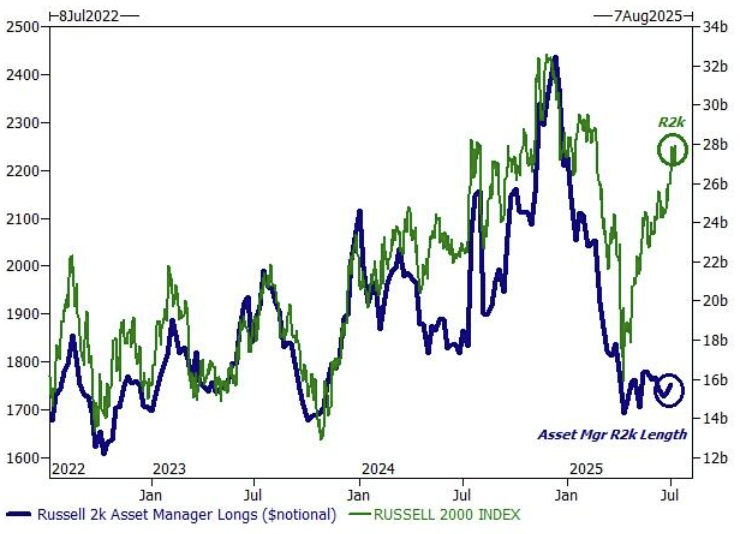 8Jul2022
7Aug2025
2500
2400
2300
2200
2100
2000
1900
1800
1700
1600
34b
32b
30b
28b
26b
24b
22b
20b
18b
16b
14b
12b
R2k
Asset Mgr R2k Length
2022 2023 2024 2025
Jan Jul Jan Jul Jan Jul
Russell 2k Asset Manager Longs ($notional) RUSSELL 2000 INDEX